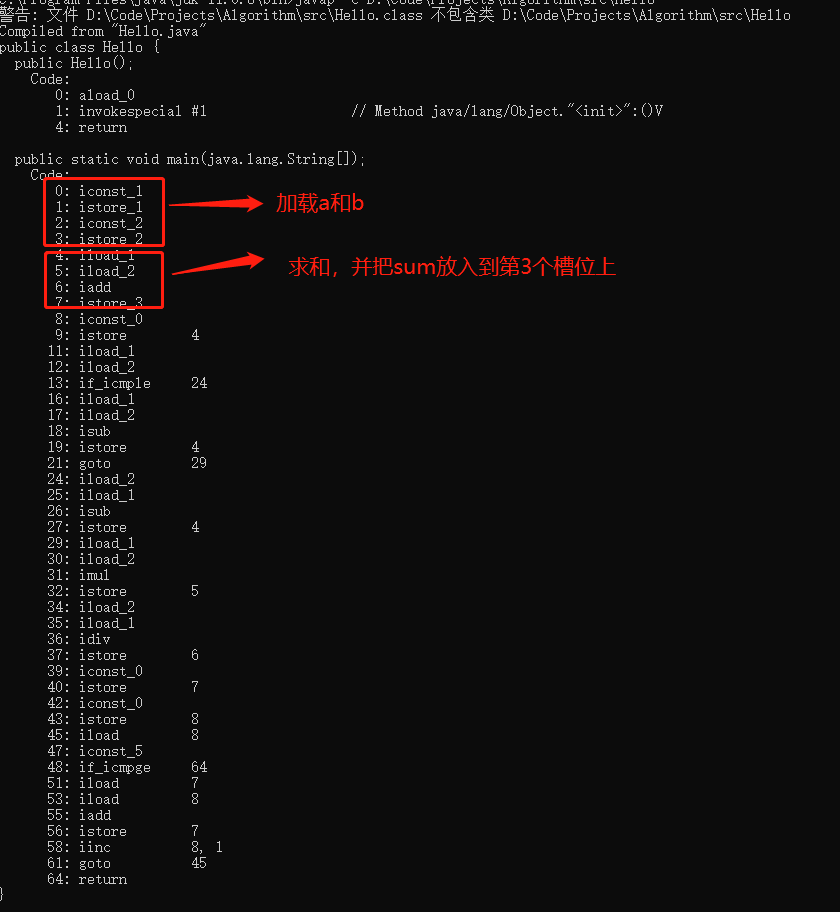 警告: 文件 D:\Code\Projects\Algorithm\src\Hello.class 不包含类 D:\Code\Projects\Algorithm\src\Hello
Compiled from "Hello.java"
public class Hello {
  public Hello();
    Code:
       0: aload_0
       1: invokespecial #1                  // Method java/lang/Object."<init>":()V
       4: return

  public static void main(java.lang.String[]);
    Code:
       0: iconst_1
       1: istore_1
       2: iconst_2
       3: istore_2
加载a和b
       4: iload_1
       5: iload_2
       6: iadd
       7: istore_3
求和，并把sum放入到第3个槽位上
       8: iconst_0
       9: istore        4
      11: iload_1
      12: iload_2
      13: if_icmple     24
      16: iload_1
      17: iload_2
      18: isub
      19: istore        4
      21: goto          29
      24: iload_2
      25: iload_1
      26: isub
      27: istore        4
      29: iload_1
      30: iload_2
      31: imul
      32: istore        5
      34: iload_2
      35: iload_1
      36: idiv
      37: istore        6
      39: iconst_0
      40: istore        7
      42: iconst_0
      43: istore        8
      45: iload         8
      47: iconst_5
      48: if_icmpge     64
      51: iload         7
      53: iload         8
      55: iadd
      56: istore        7
      58: iinc          8, 1
      61: goto          45
      64: return
}